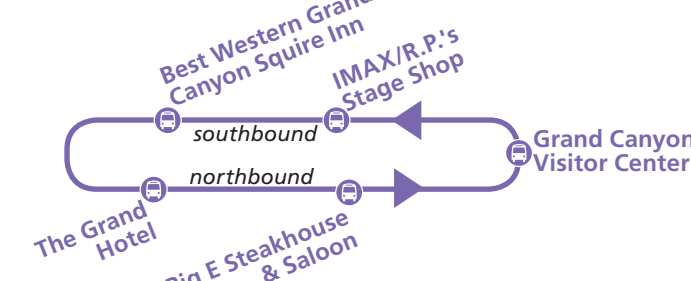 Best Western Grand
Canyon Squire Inn
IMAX/R.P.'s
Stage Shop
southbound
Grand Canyon
Visitor Center
northbound
The Grand
Hotel
Big E Steakhouse
& Saloon